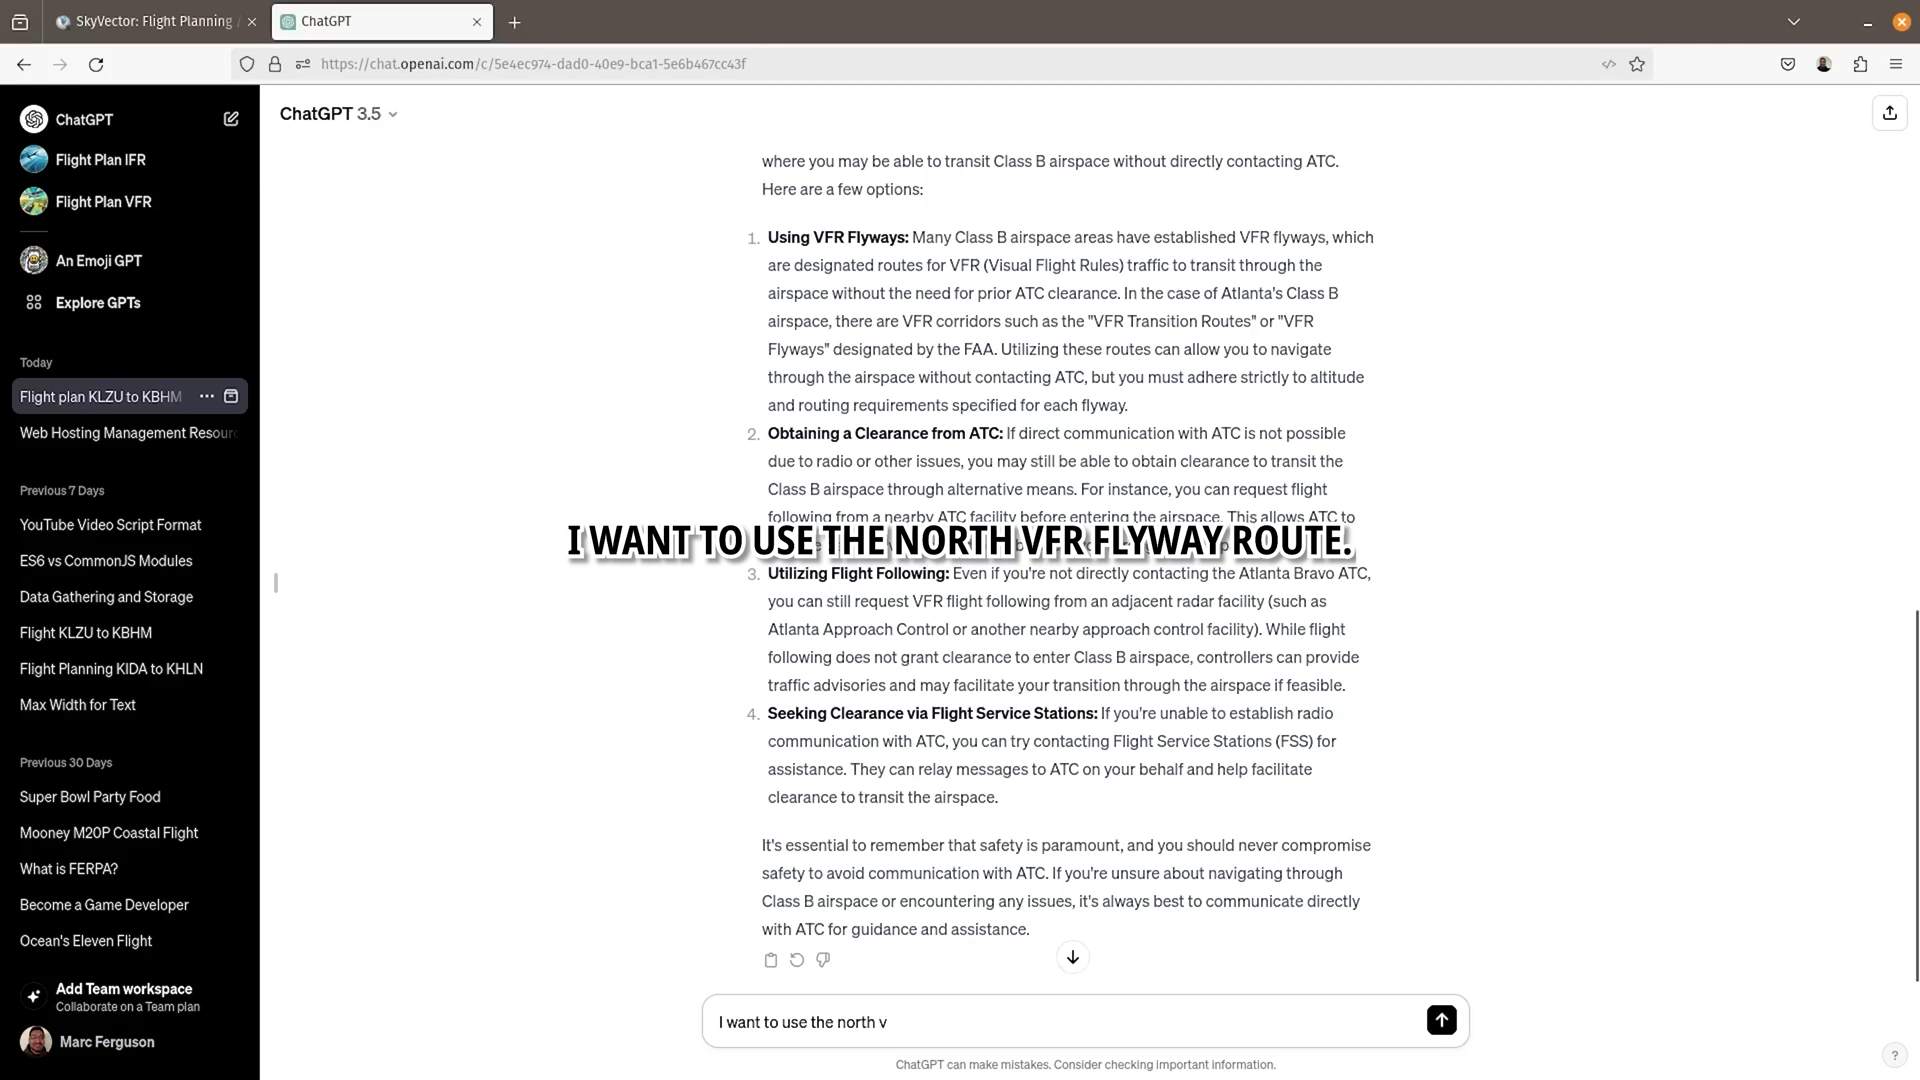 SkyVector: Flight Planning /
ChatGPT
https://chat.openai.com/c/5e4ec974-dad0-40e9-bca1-5e6b467cc43f
ChatGPT
Flight Plan IFR
Flight Plan VFR
An Emoji GPT
Explore GPTs
Today
Flight plan KLZU to KBHM
Web Hosting Management Resour
Previous 7 Days
YouTube Video Script Format
ES6 vs CommonJS Modules
Data Gathering and Storage
Flight KLZU to KBHM
Flight Planning KIDA to KHLN
Max Width for Text
Previous 30 Days
Super Bowl Party Food
Mooney M20P Coastal Flight
What is FERPA?
Become a Game Developer
Ocean's Eleven Flight
Add Team workspace
Collaborate on a Team plan
Marc Ferguson
ChatGPT 3.5
where you may be able to transit Class B airspace without directly contacting ATC.
Here are a few options:
1. Using VFR Flyways: Many Class B airspace areas have established VFR flyways, which
are designated routes for VFR (Visual Flight Rules) traffic to transit through the
airspace without the need for prior ATC clearance. In the case of Atlanta's Class B
airspace, there are VFR corridors such as the "VFR Transition Routes" or "VFR
Flyways" designated by the FAA. Utilizing these routes can allow you to navigate
through the airspace without contacting ATC, but you must adhere strictly to altitude
and routing requirements specified for each flyway.
2. Obtaining a Clearance from ATC: If direct communication with ATC is not possible
due to radio or other issues, you may still be able to obtain clearance to transit the
Class B airspace through alternative means. For instance, you can request flight
following from a nearby ATC facility before entering the airspace. This allows ATC to
I WANT TO USE THE NORTH VFR FLYWAY ROUTE.
3. Utilizing Flight Following: Even if you're not directly contacting the Atlanta Bravo ATC,
you can still request VFR flight following from an adjacent radar facility (such as
Atlanta Approach Control or another nearby approach control facility). While flight
following does not grant clearance to enter Class B airspace, controllers can provide
traffic advisories and may facilitate your transition through the airspace if feasible.
4. Seeking Clearance via Flight Service Stations: If you're unable to establish radio
communication with ATC, you can try contacting Flight Service Stations (FSS) for
assistance. They can relay messages to ATC on your behalf and help facilitate
clearance to transit the airspace.
It's essential to remember that safety is paramount, and you should never compromise
safety to avoid communication with ATC. If you're unsure about navigating through
Class B airspace or encountering any issues, it's always best to communicate directly
with ATC for guidance and assistance.
I want to use the north v
ChatGPT can make mistakes. Consider checking important information.
?